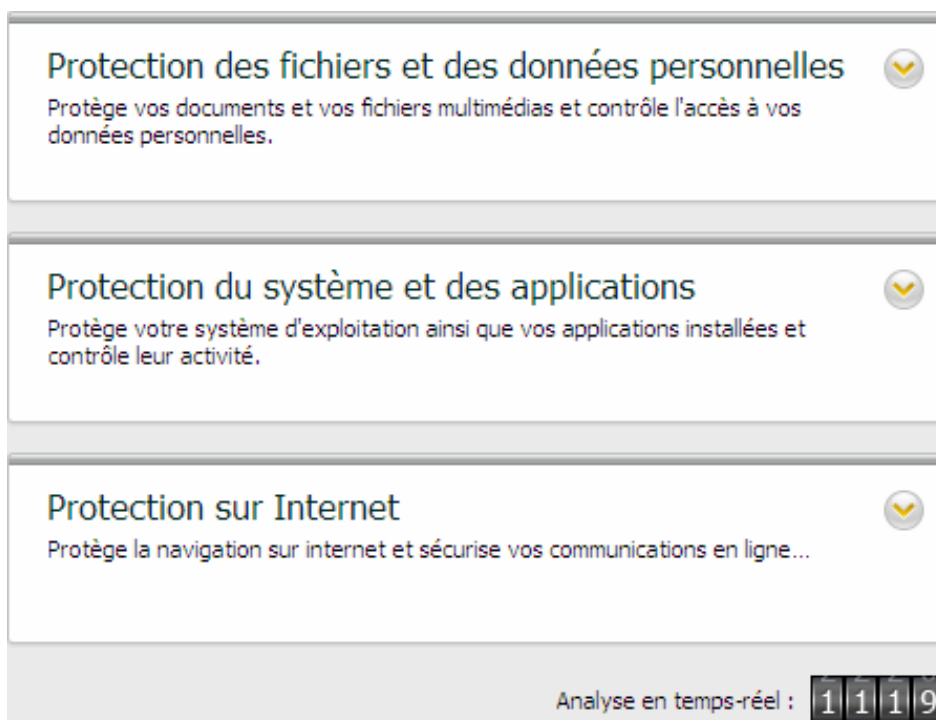 Protection des fichiers et des données personnelles
Protège vos documents et vos fichiers multimédias et contrôle l'accès à vos
données personnelles.
Protection du système et des applications
Protège votre système d'exploitation ainsi que vos applications installées et
contrôle leur activité.
Protection sur Internet
Protège la navigation sur internet et sécurise vos communications en ligne...
Analyse en temps-réel : 1119